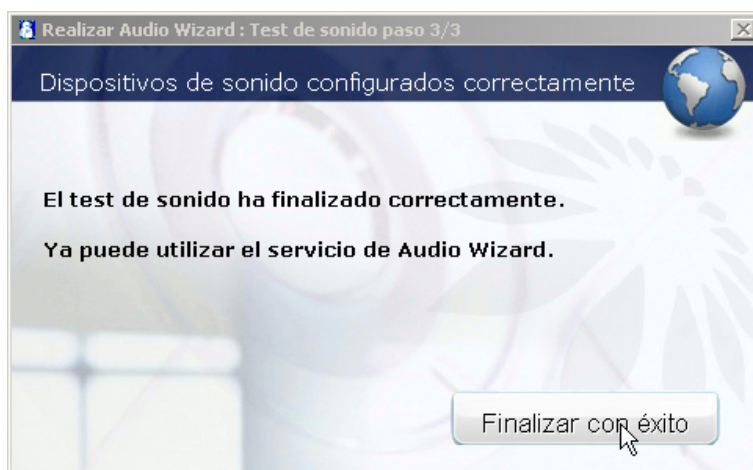 Realizar Audio Wizard : Test de sonido paso 3/3
Dispositivos de sonido configurados correctamente
El test de sonido ha finalizado correctamente.
Ya puede utilizar el servicio de Audio Wizard.
Finalizar con éxito